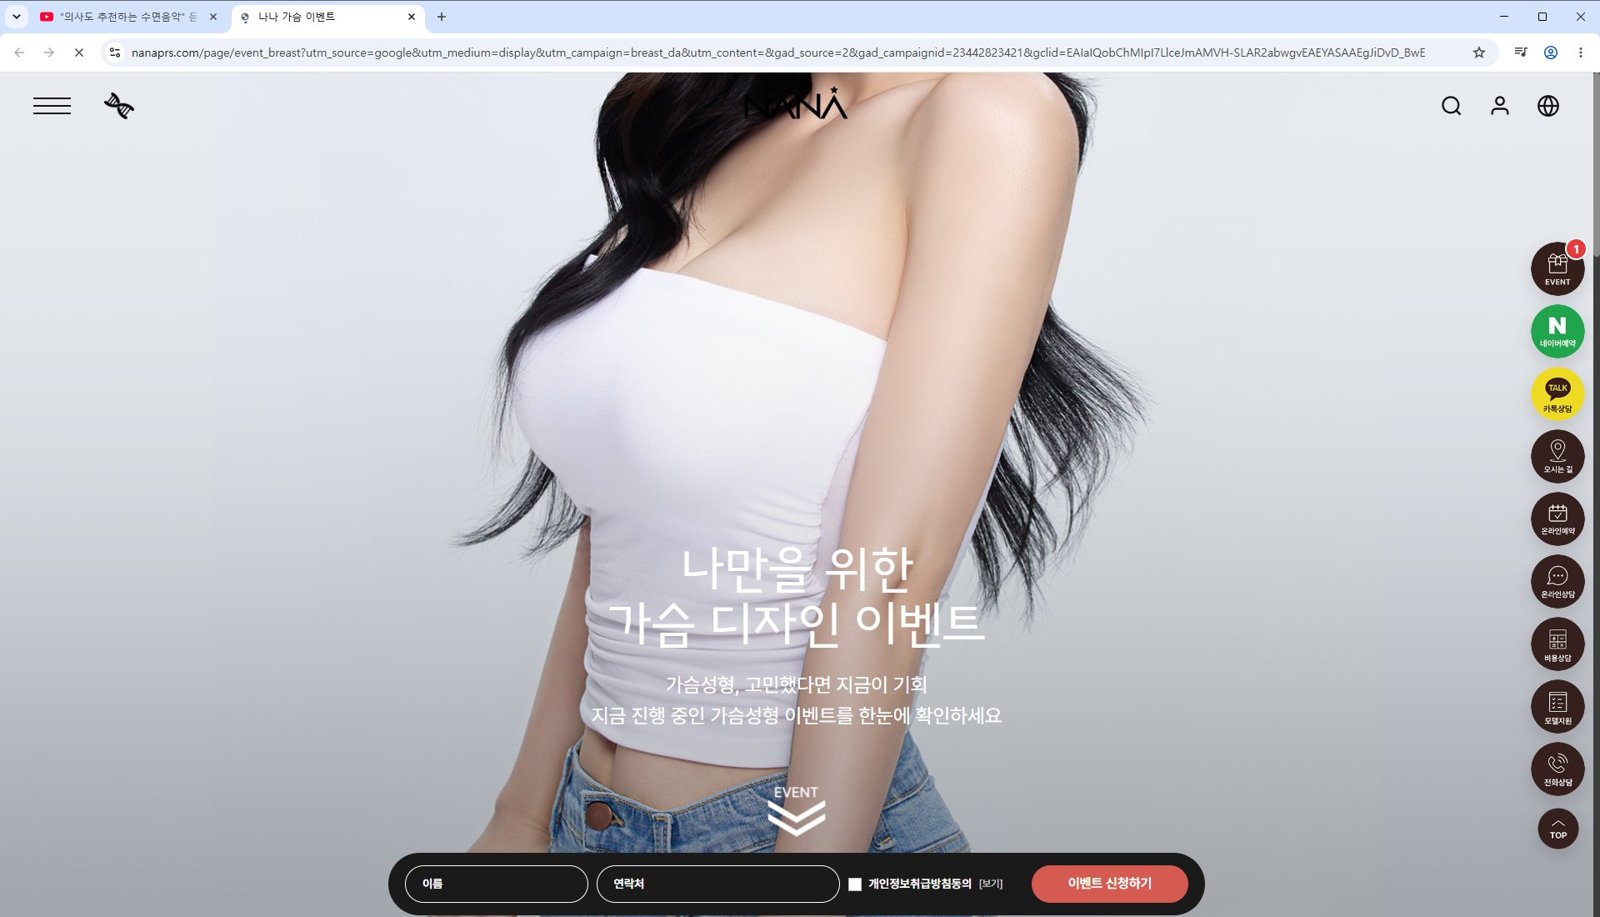 "의사도 추천하는 수면음악" 듣
나나 가슴 이벤트
nanaprs.com/page/event_breast?utm_source=google&utm_medium=display&utm_campaign=breast_da&utm_content=&gad_source=2&gad_campaignid=23442823421&gclid=EAIaIQobChMIpI7LlceJmAMVH-SLAR2abwgvEAEYASAAEgJiDvD_BwE
NANA
1
EVENT
N
네이버예약
TALK
카톡상담
오시는 길
온라인예약
온라인상담
비용상담
모델지원
전화상담
TOP
나만을 위한
가슴 디자인 이벤트
가슴성형, 고민했다면 지금이 기회
지금 진행 중인 가슴성형 이벤트를 한눈에 확인하세요
EVENT
이름
연락처
개인정보취급방침동의 [보기]
이벤트 신청하기